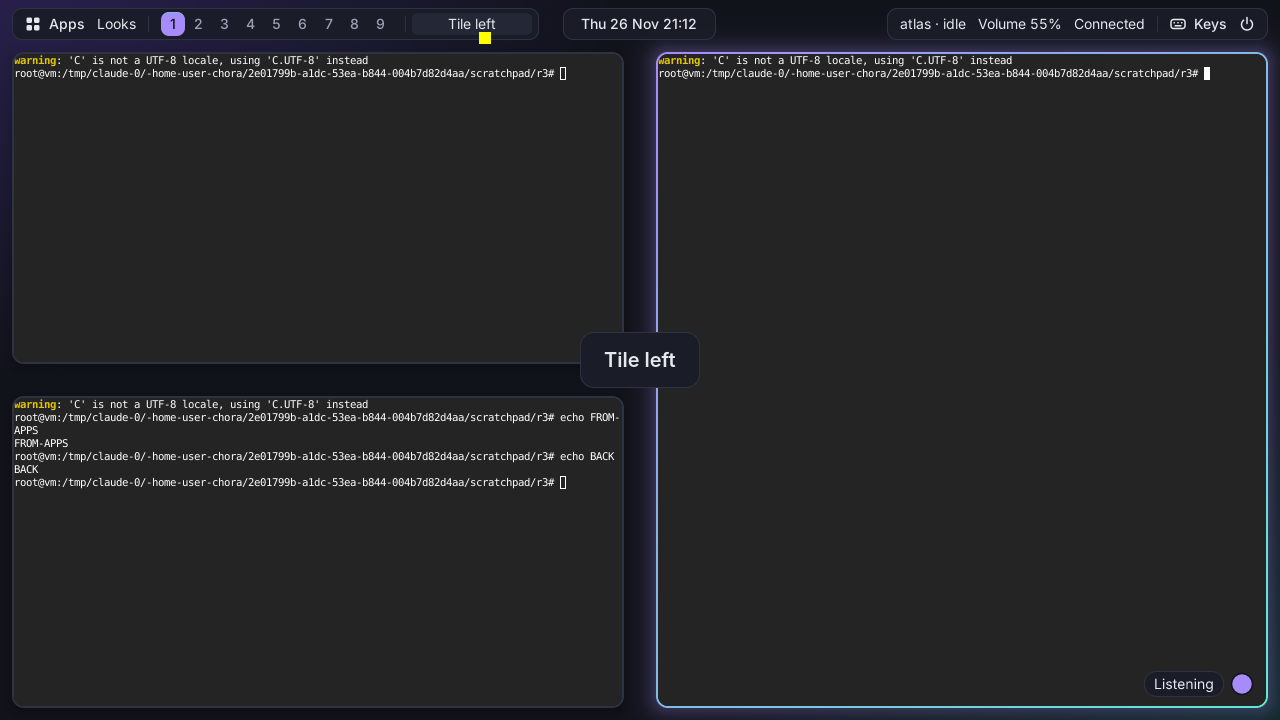 Apps Looks 1 2 3 4 5 6 7 8 9 Tile left
Thu 26 Nov 21:12
atlas · idle Volume 55% Connected Keys
warning: 'C' is not a UTF-8 locale, using 'C.UTF-8' instead
root@vm:/tmp/claude-0/-home-user-chora/2e01799b-a1dc-53ea-b844-004b7d82d4aa/scratchpad/r3#
warning: 'C' is not a UTF-8 locale, using 'C.UTF-8' instead
root@vm:/tmp/claude-0/-home-user-chora/2e01799b-a1dc-53ea-b844-004b7d82d4aa/scratchpad/r3#
Tile left
warning: 'C' is not a UTF-8 locale, using 'C.UTF-8' instead
root@vm:/tmp/claude-0/-home-user-chora/2e01799b-a1dc-53ea-b844-004b7d82d4aa/scratchpad/r3# echo FROM-
APPS
FROM-APPS
root@vm:/tmp/claude-0/-home-user-chora/2e01799b-a1dc-53ea-b844-004b7d82d4aa/scratchpad/r3# echo BACK
BACK
root@vm:/tmp/claude-0/-home-user-chora/2e01799b-a1dc-53ea-b844-004b7d82d4aa/scratchpad/r3#
Listening